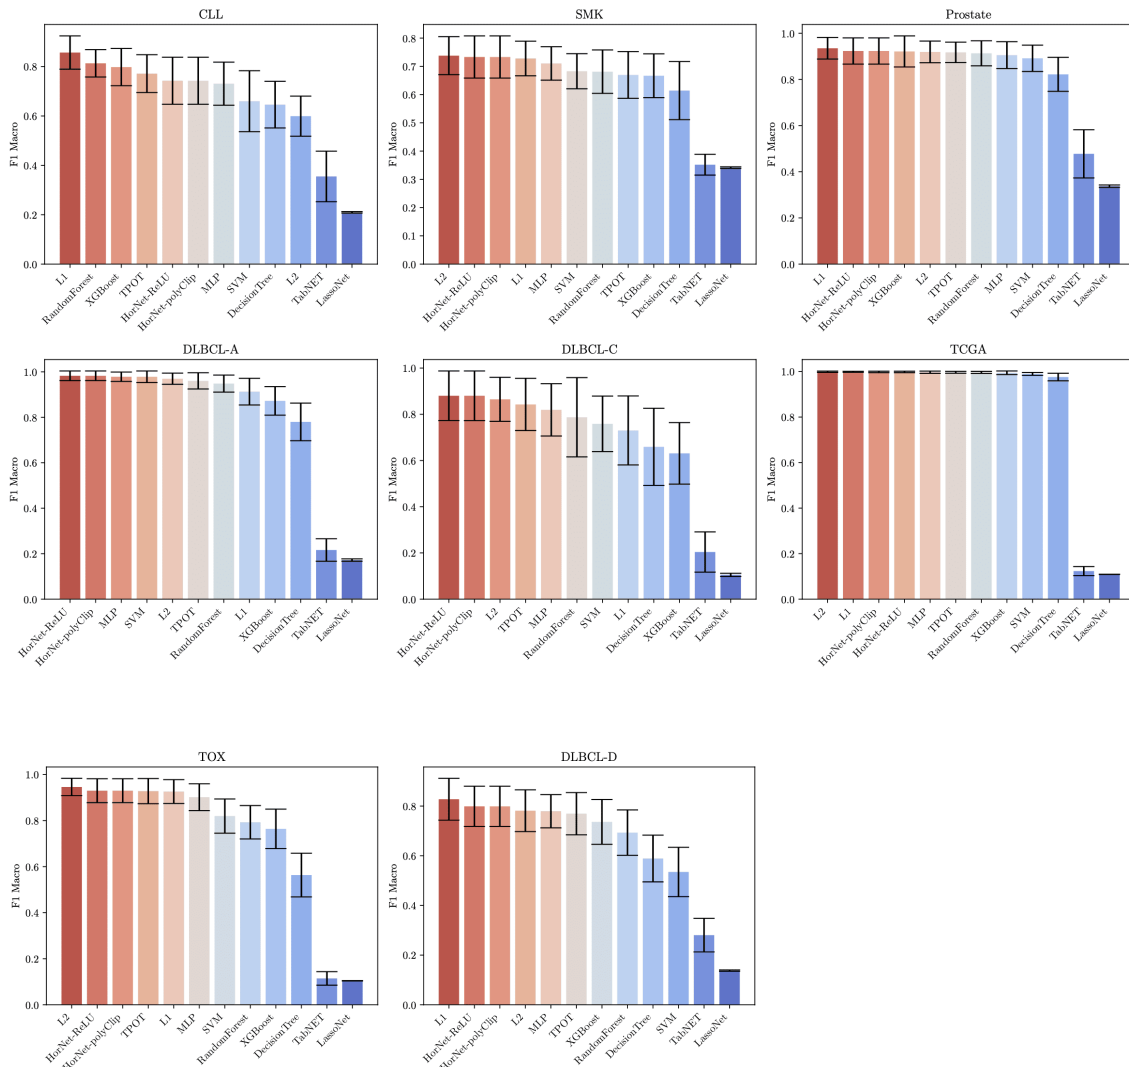 CLL
F1 Macro
0.8
0.6
0.4
0.2
0.0
L1
RandomForest
XGBoost
TPOT
HorNet-ReLU
HorNet-polyClip
MLP
SVM
DecisionTree
L2
TabNET
LassoNet
SMK
F1 Macro
0.8
0.7
0.6
0.5
0.4
0.3
0.2
0.1
0.0
L2
HorNet-ReLU
HorNet-polyClip
L1
MLP
SVM
RandomForest
TPOT
XGBoost
DecisionTree
TabNET
LassoNet
Prostate
F1 Macro
1.0
0.8
0.6
0.4
0.2
0.0
L1
HorNet-ReLU
HorNet-polyClip
XGBoost
L2
TPOT
RandomForest
MLP
SVM
DecisionTree
TabNET
LassoNet
DLBCL-A
F1 Macro
1.0
0.8
0.6
0.4
0.2
0.0
HorNet-ReLU
HorNet-polyClip
MLP
SVM
L2
TPOT
RandomForest
L1
XGBoost
DecisionTree
TabNET
LassoNet
DLBCL-C
F1 Macro
1.0
0.8
0.6
0.4
0.2
0.0
HorNet-ReLU
HorNet-polyClip
L2
TPOT
MLP
RandomForest
SVM
L1
DecisionTree
XGBoost
TabNET
LassoNet
TCGA
F1 Macro
1.0
0.8
0.6
0.4
0.2
0.0
L2
L1
HorNet-polyClip
HorNet-ReLU
MLP
TPOT
RandomForest
XGBoost
SVM
DecisionTree
TabNET
LassoNet
TOX
F1 Macro
1.0
0.8
0.6
0.4
0.2
0.0
L2
HorNet-ReLU
HorNet-polyClip
TPOT
L1
MLP
SVM
RandomForest
XGBoost
DecisionTree
TabNET
LassoNet
DLBCL-D
F1 Macro
0.8
0.6
0.4
0.2
0.0
L1
HorNet-ReLU
HorNet-polyClip
L2
MLP
TPOT
XGBoost
RandomForest
DecisionTree
SVM
TabNET
LassoNet